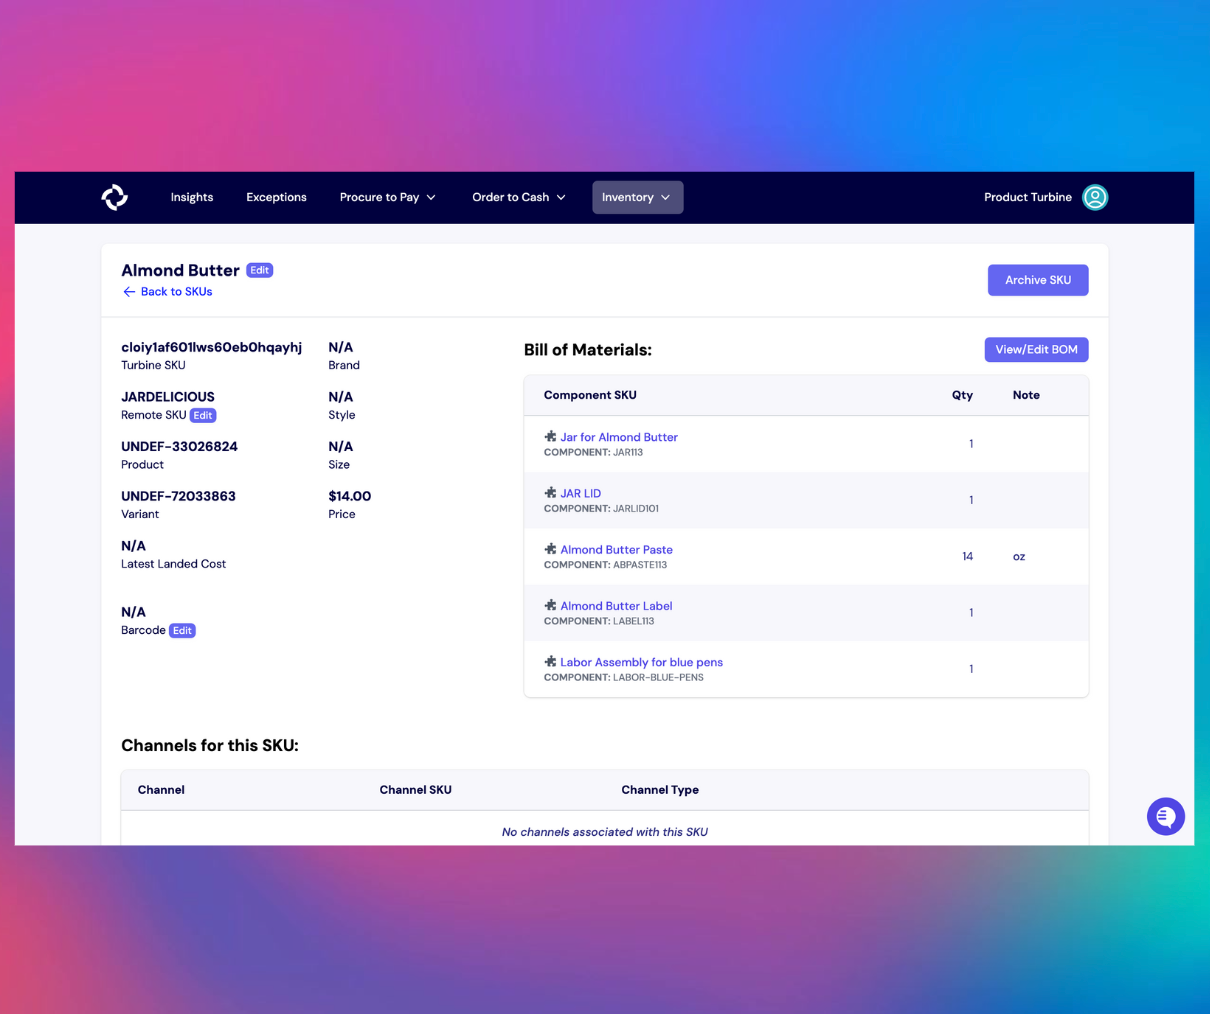 Insights Exceptions Procure to Pay Order to Cash Inventory Product Turbine
Almond Butter Edit
Back to SKUs
Archive SKU
cloiy1af601lws60eb0hqayhj N/A
Turbine SKU Brand
JARDELICIOUS N/A
Remote SKU Edit Style
UNDEF-33026824 N/A
Product Size
UNDEF-72033863 $14.00
Variant Price
N/A
Latest Landed Cost
N/A
Barcode Edit
Bill of Materials: View/Edit BOM
Component SKU Qty Note
Jar for Almond Butter 1
COMPONENT: JAR113
JAR LID 1
COMPONENT: JARLID101
Almond Butter Paste 14 oz
COMPONENT: ABPASTE113
Almond Butter Label 1
COMPONENT: LABEL113
Labor Assembly for blue pens 1
COMPONENT: LABOR-BLUE-PENS
Channels for this SKU:
Channel Channel SKU Channel Type
No channels associated with this SKU